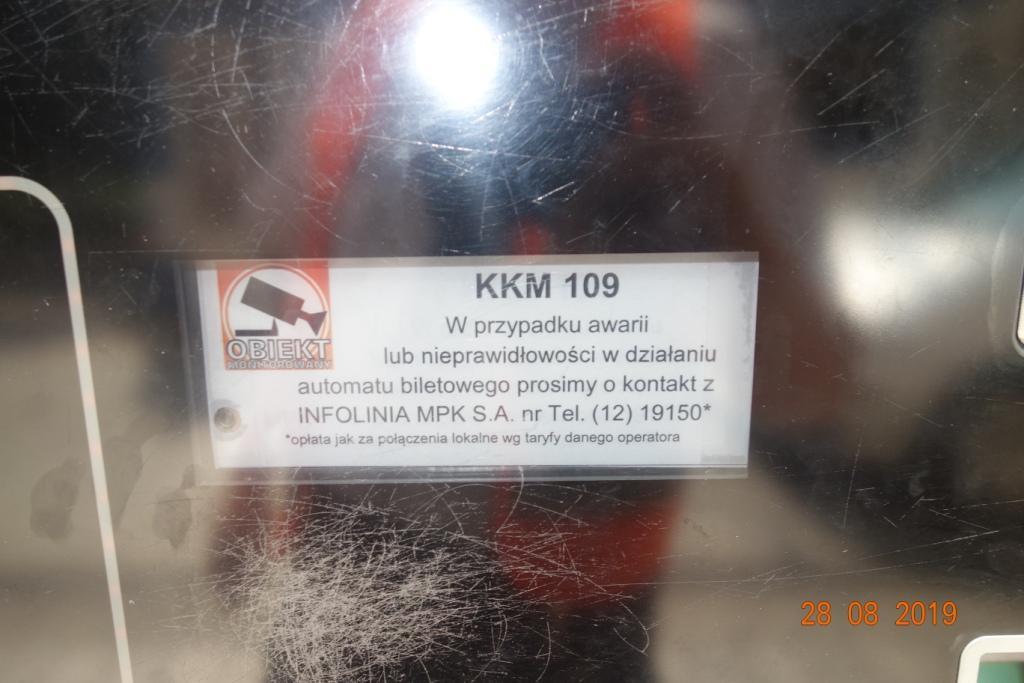 KKM 109
W przypadku awarii
lub nieprawidłowości w działaniu
automatu biletowego prosimy o kontakt z
INFOLINIA MPK S.A. nr Tel. (12) 19150*
*opłata jak za połączenia lokalne wg taryfy danego operatora
OBIEKT
MONITOROWANY
28 08 2019